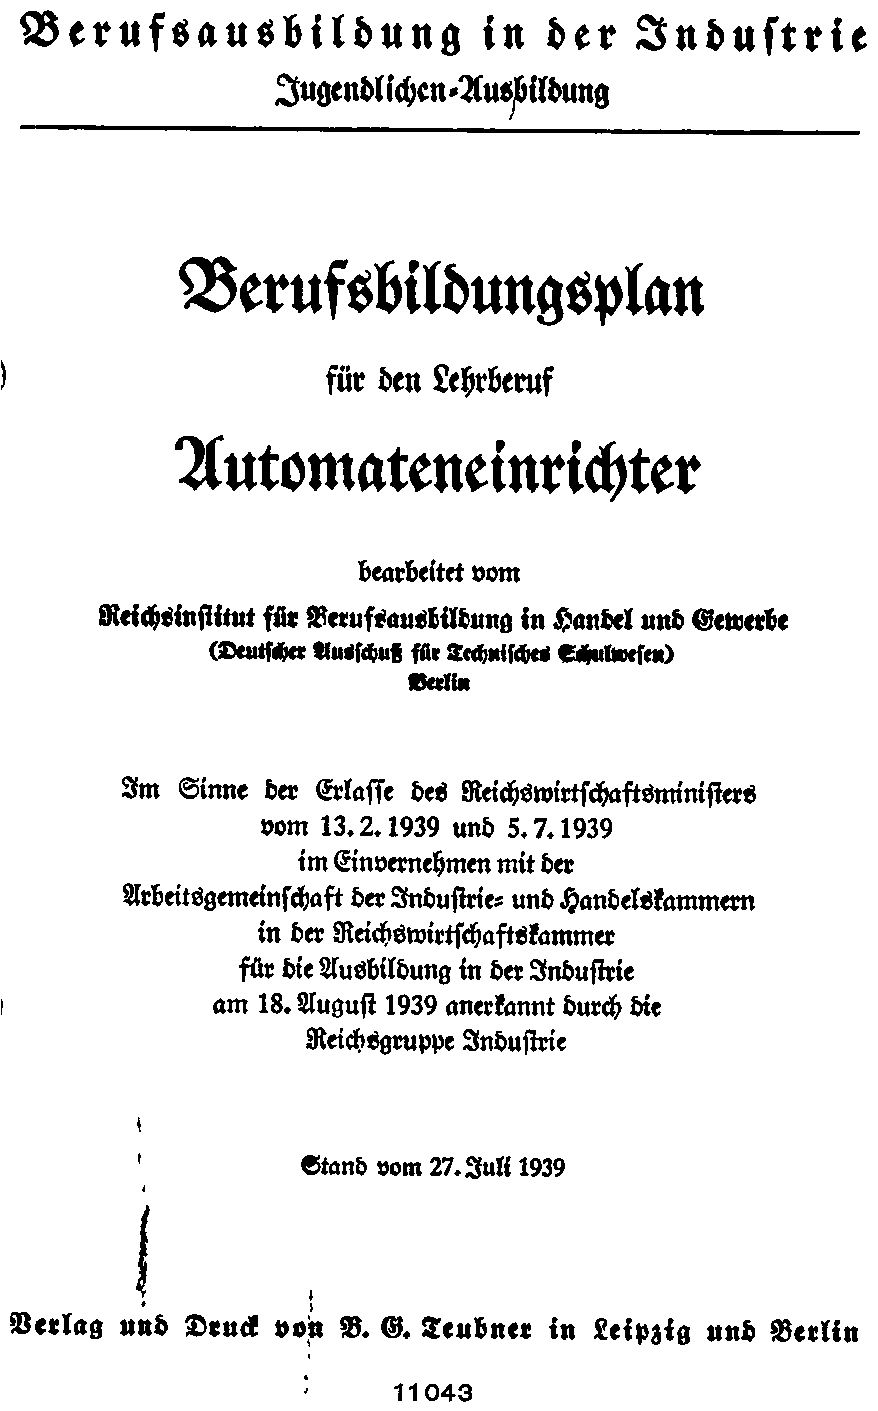 Berufsausbildung in der Industrie
Jugendlichen-Ausbildung
Berufsbildungsplan
für den Lehrberuf
Automateneinrichter
bearbeitet vom
Reichsinstitut für Berufsausbildung in Handel und Gewerbe
(Deutscher Ausschuß für Technisches Schulwesen)
Berlin
Im Sinne der Erlasse des Reichswirtschaftsministers
vom 13. 2. 1939 und 5. 7. 1939
im Einvernehmen mit der
Arbeitsgemeinschaft der Industrie- und Handelskammern
in der Reichswirtschaftskammer
für die Ausbildung in der Industrie
am 18. August 1939 anerkannt durch die
Reichsgruppe Industrie
Stand vom 27. Juli 1939
Verlag und Druck von B. G. Teubner in Leipzig und Berlin
11043